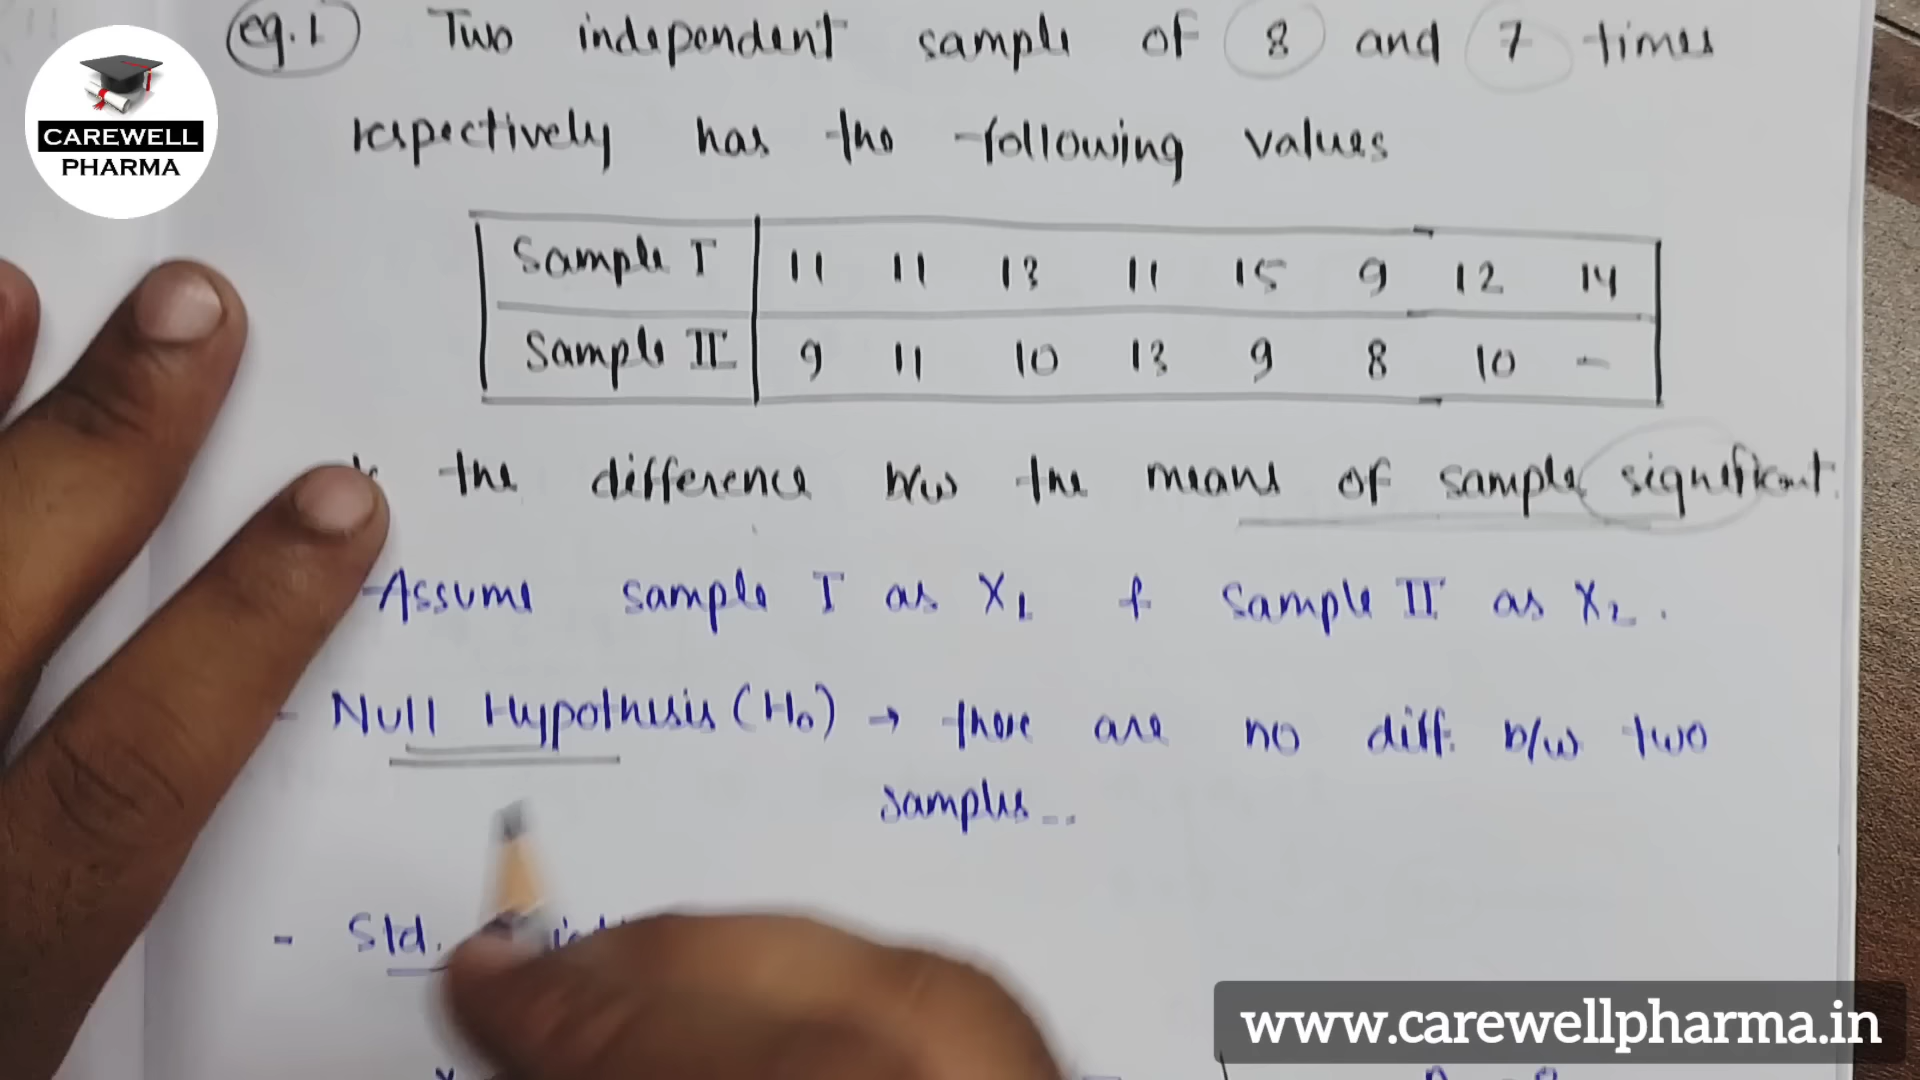 CAREWELL
PHARMA
eg.1 Two independent sample of 8 and 7 times
respectively has the following values
Sample I 11 11 13 11 15 9 12 14
Sample II 9 11 10 13 9 8 10 -
the difference b/w the means of sample significant.
-Assume sample I as X1 & Sample II as X2.
- Null Hypothesis (Ho) → there are no diff. b/w two
samples..
- Std.
www.carewellpharma.in